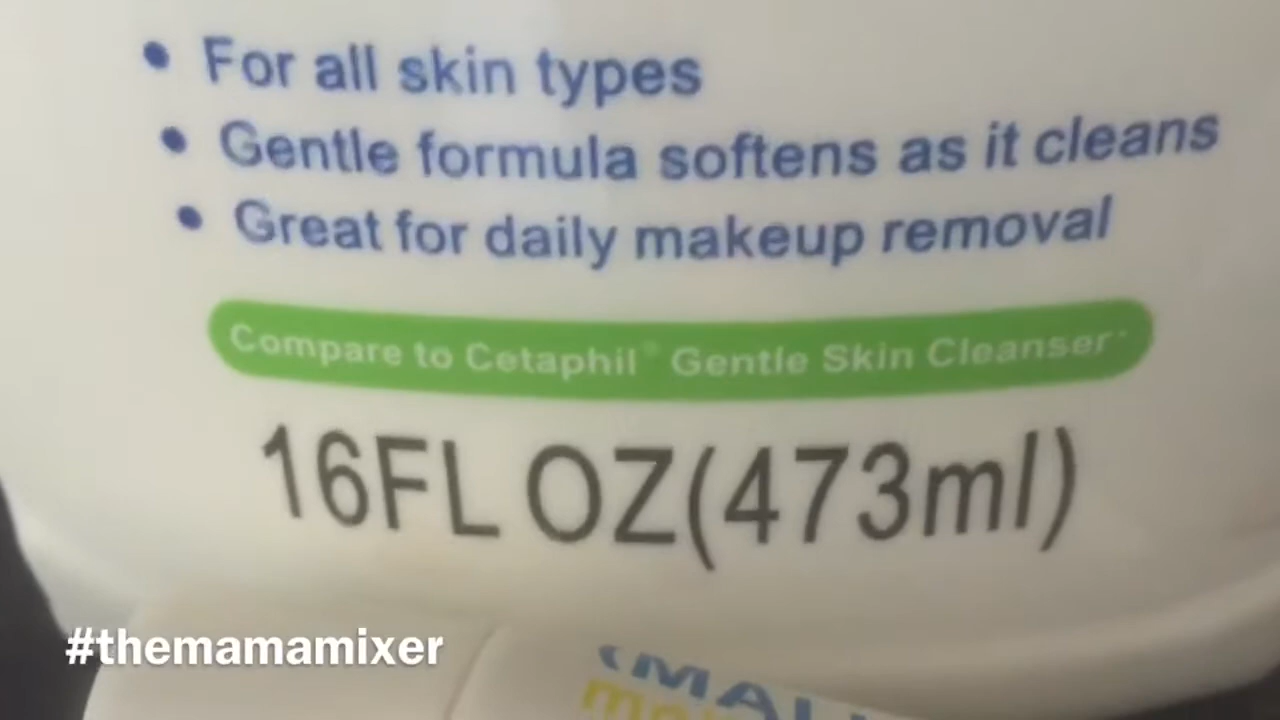 • For all skin types
• Gentle formula softens as it cleans
• Great for daily makeup removal
Compare to Cetaphil® Gentle Skin Cleanser*
16FL OZ(473ml)
#themamamixer